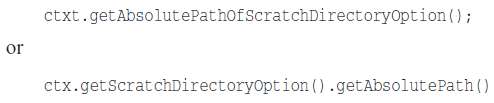 ctxt.getAbsolutePathOfScratchDirectoryOption();
or
ctx.getScratchDirectoryOption().getAbsolutePath()